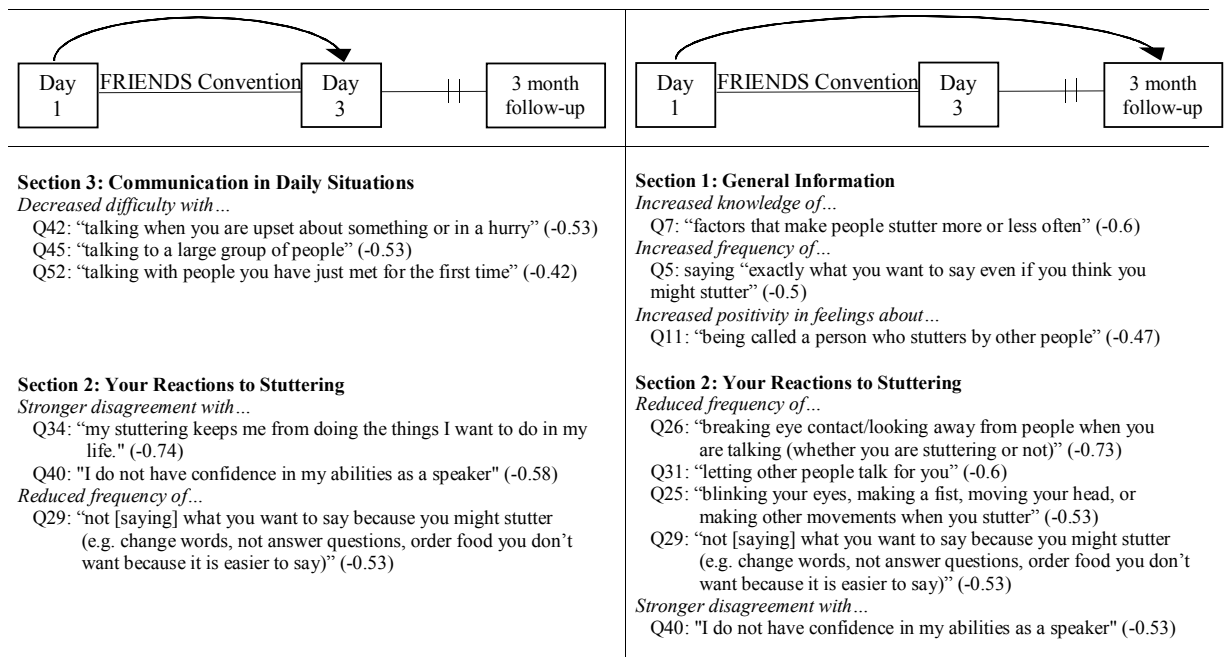 Day
1
FRIENDS Convention
Day
3
3 month
follow-up
Section 3: Communication in Daily Situations
Decreased difficulty with…
Q42: “talking when you are upset about something or in a hurry” (-0.53)
Q45: “talking to a large group of people” (-0.53)
Q52: “talking with people you have just met for the first time” (-0.42)
Section 2: Your Reactions to Stuttering
Stronger disagreement with…
Q34: “my stuttering keeps me from doing the things I want to do in my
life." (-0.74)
Q40: "I do not have confidence in my abilities as a speaker" (-0.58)
Reduced frequency of…
Q29: “not [saying] what you want to say because you might stutter
(e.g. change words, not answer questions, order food you don’t
want because it is easier to say)” (-0.53)
Day
1
FRIENDS Convention
Day
3
3 month
follow-up
Section 1: General Information
Increased knowledge of…
Q7: “factors that make people stutter more or less often” (-0.6)
Increased frequency of…
Q5: saying “exactly what you want to say even if you think you
might stutter” (-0.5)
Increased positivity in feelings about…
Q11: “being called a person who stutters by other people” (-0.47)
Section 2: Your Reactions to Stuttering
Reduced frequency of…
Q26: “breaking eye contact/looking away from people when you
are talking (whether you are stuttering or not)” (-0.73)
Q31: “letting other people talk for you” (-0.6)
Q25: “blinking your eyes, making a fist, moving your head, or
making other movements when you stutter” (-0.53)
Q29: “not [saying] what you want to say because you might stutter
(e.g. change words, not answer questions, order food you don’t
want because it is easier to say)” (-0.53)
Stronger disagreement with…
Q40: "I do not have confidence in my abilities as a speaker" (-0.53)